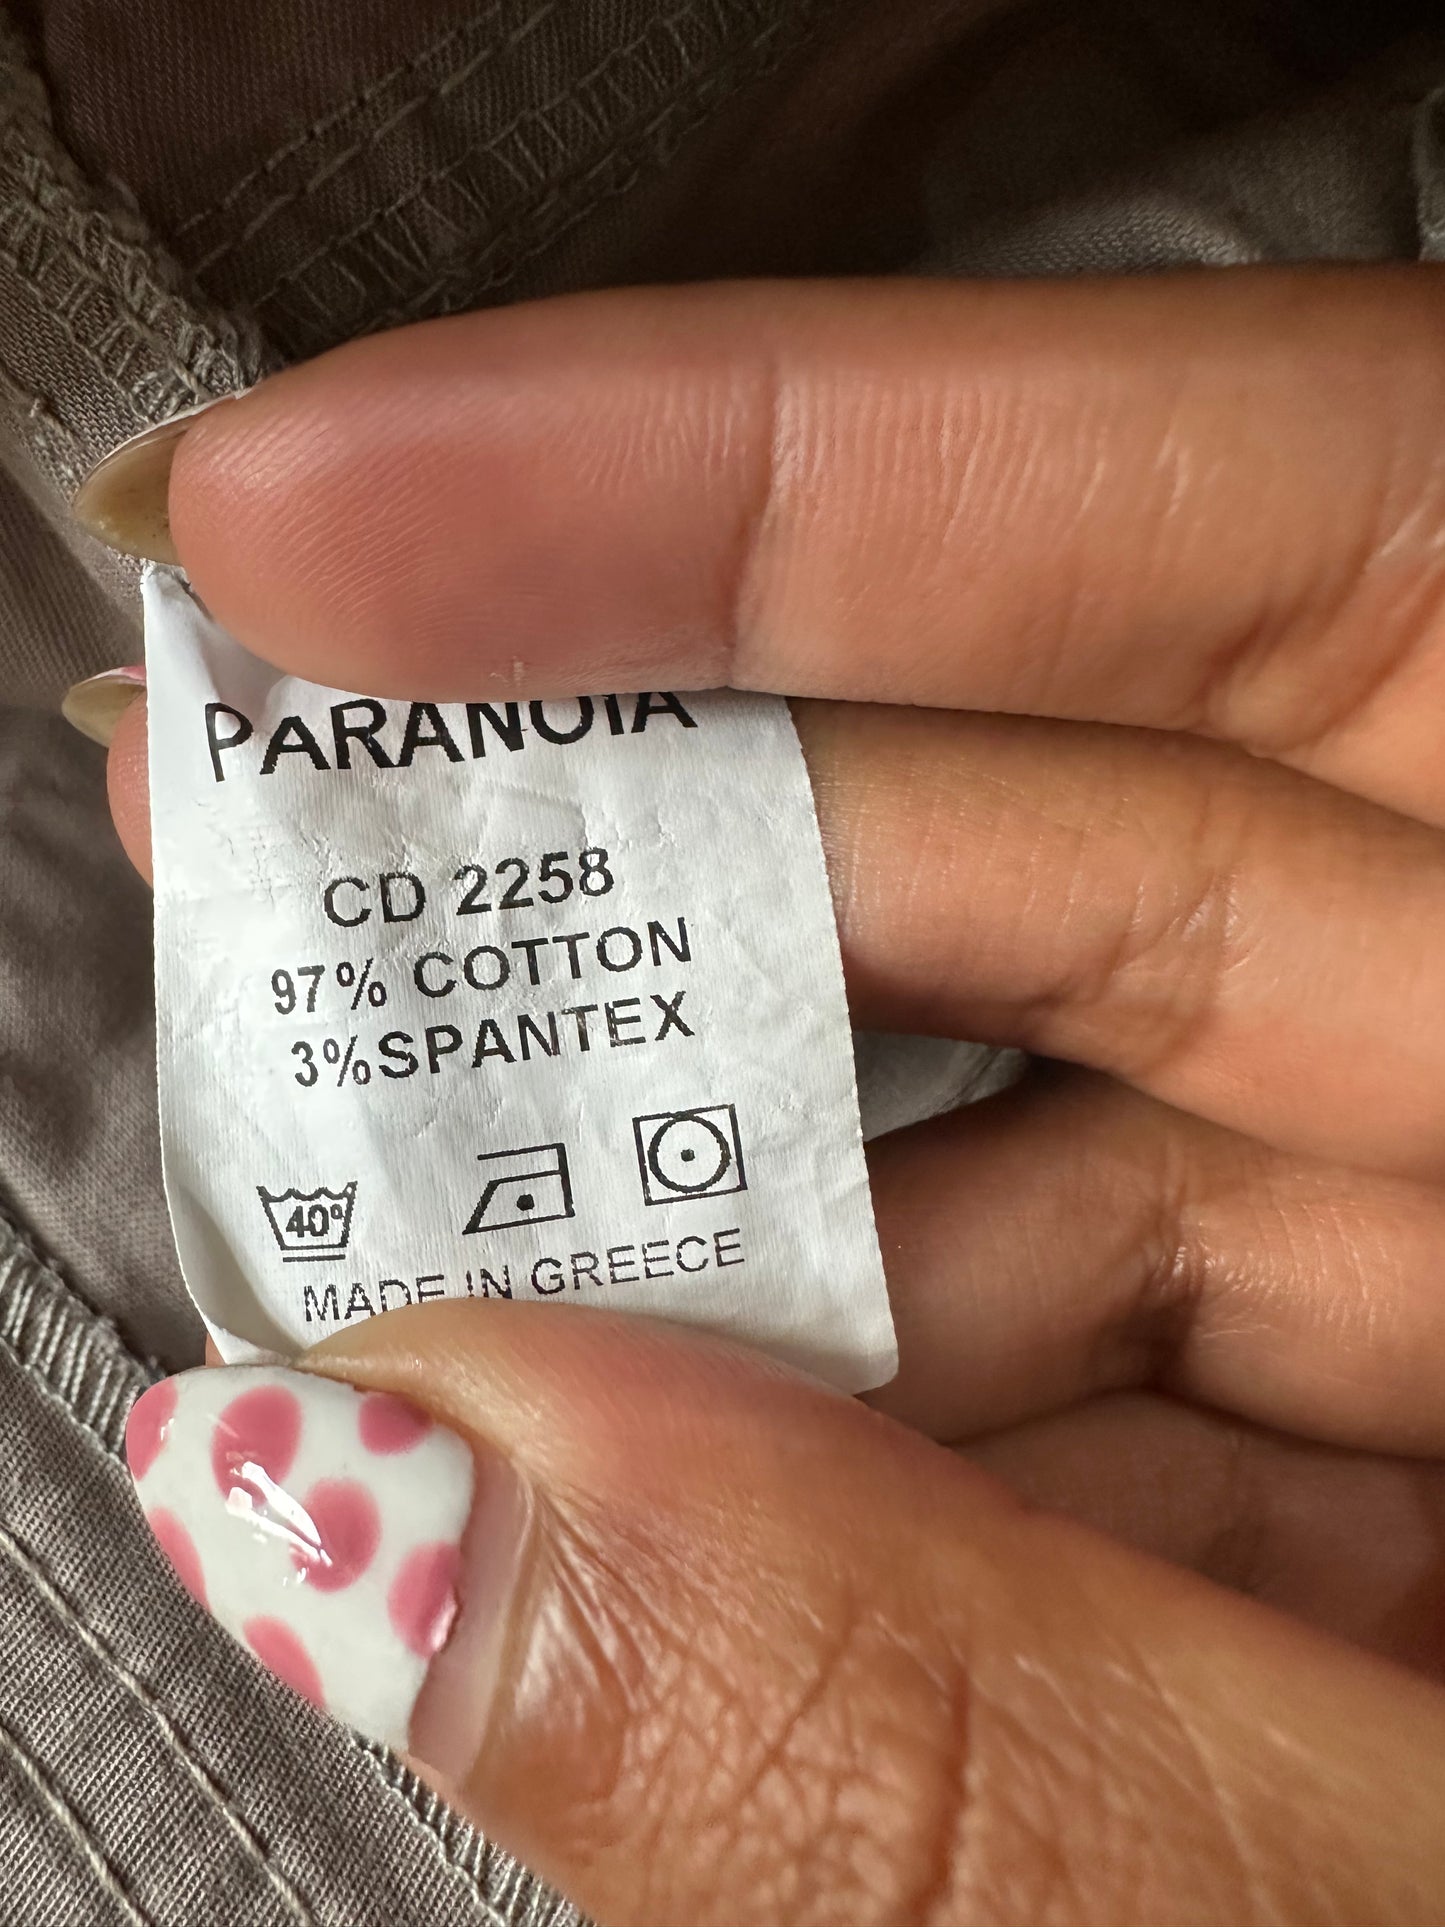 PARANOIA
CD 2258
97% COTTON
3%SPANTEX
40°
MADE IN GREECE